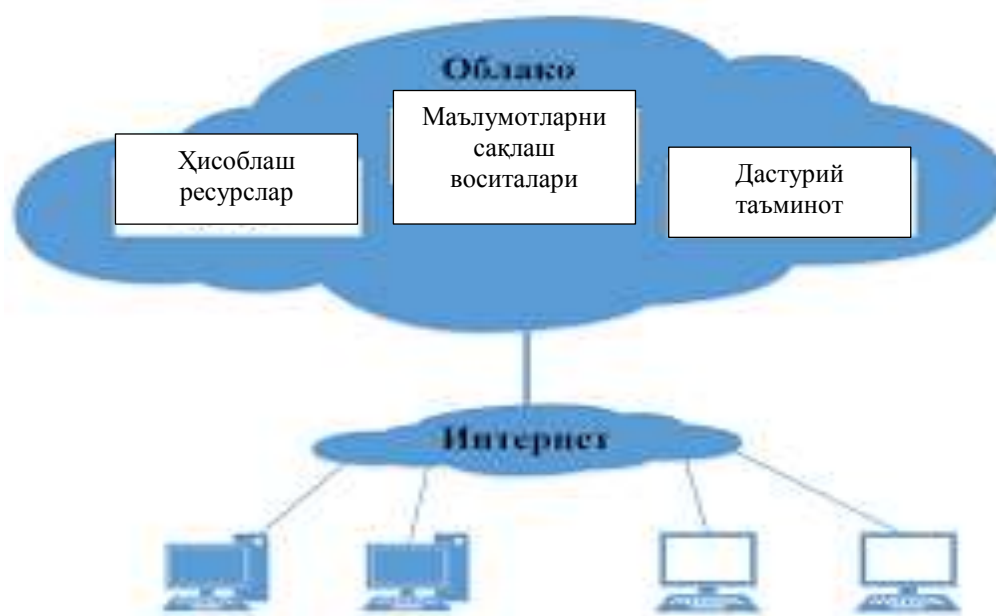 Облако
Ҳисоблаш
ресурслар
Маълумотларни
сақлаш
воситалари
Дастурий
таъминот
Интернет